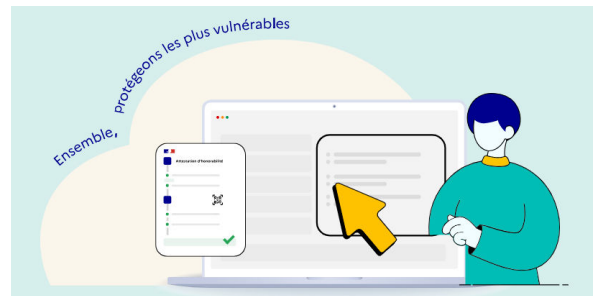 Ensemble, protégeons les plus vulnérables
Attestation d'honorabilité